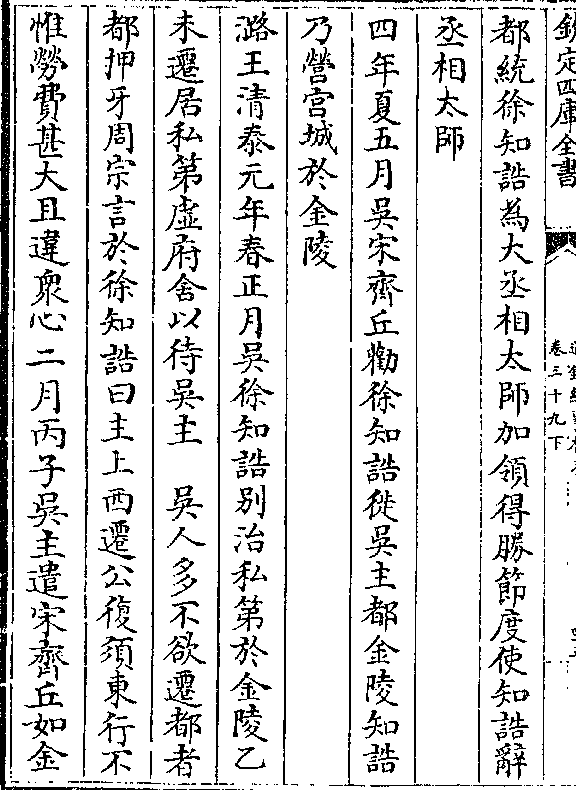 欽定四庫全書
卷三十九下
都統徐知誥為大丞相太師加領得勝節度使知誥辭
丞相太師
四年夏五月吳宋齊丘勸徐知誥徙吳主都金陵知誥
乃營宫城於金陵
潞王清泰元年春正月吳徐知誥别治私第於金陵乙
未遷居私第虚府舍以待吳主　吳人多不欲遷都者
都押牙周宗言於徐知誥曰主上西遷公復須東行不
惟勞費甚大且違衆心二月丙子吳主遣宋齊丘如金